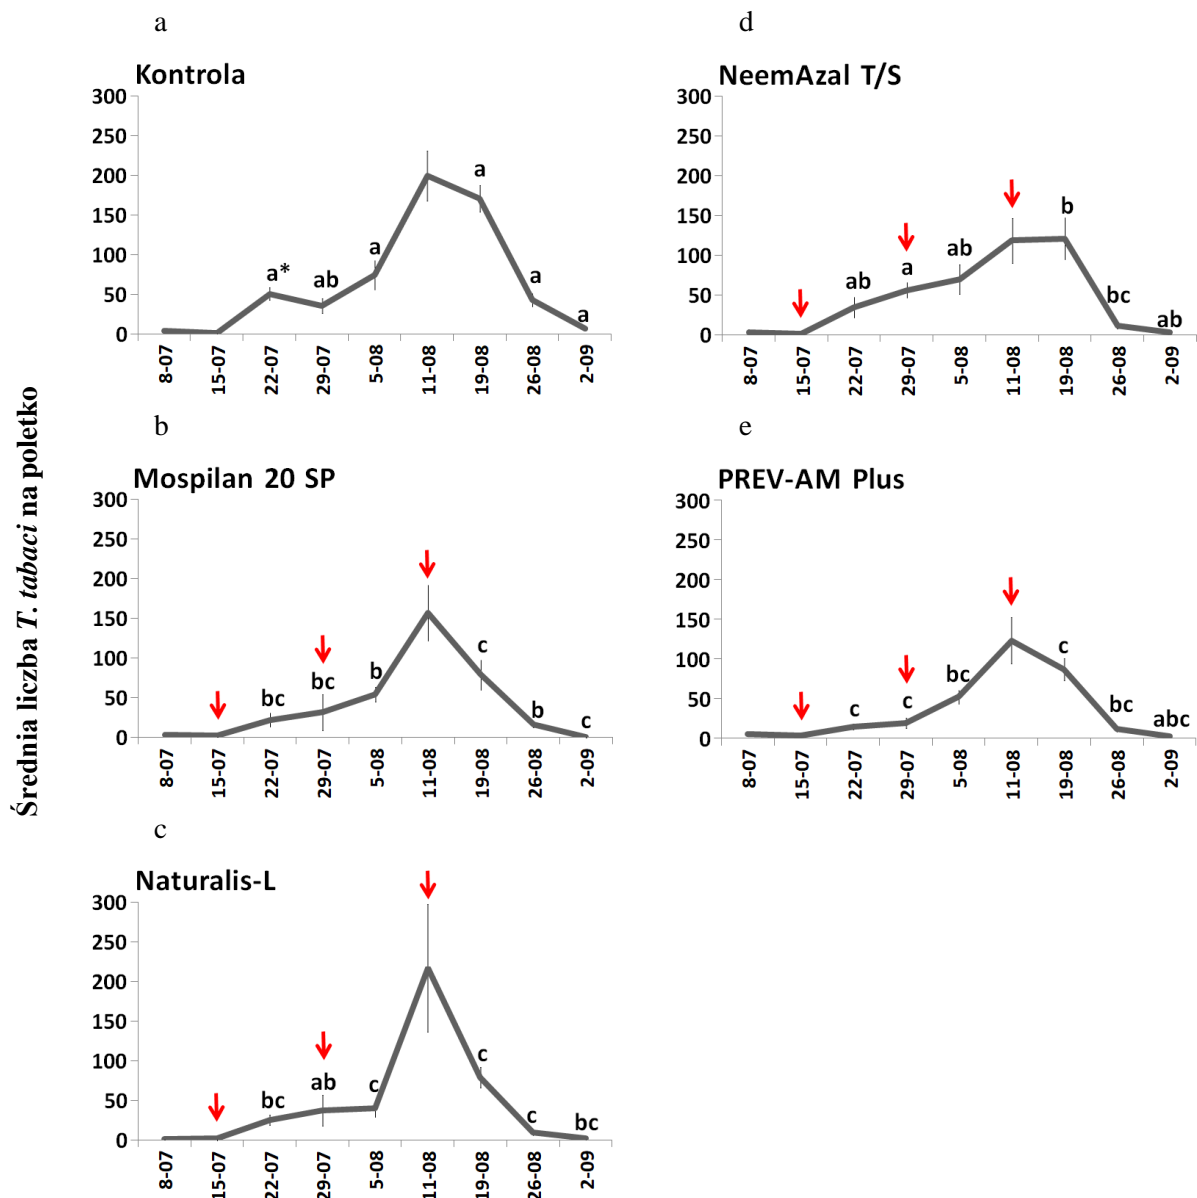 Średnia liczba T. tabaci na poletko
a
Kontrola
300
250
200
150
100
50
0
a*
ab
a
a
a
a
8-07
15-07
22-07
29-07
5-08
11-08
19-08
26-08
2-09
b
Mospilan 20 SP
300
250
200
150
100
50
0
bc
bc
b
c
b
c
8-07
15-07
22-07
29-07
5-08
11-08
19-08
26-08
2-09
c
Naturalis-L
300
250
200
150
100
50
0
bc
ab
c
c
c
bc
8-07
15-07
22-07
29-07
5-08
11-08
19-08
26-08
2-09
d
NeemAzal T/S
300
250
200
150
100
50
0
ab
a
ab
b
bc
ab
8-07
15-07
22-07
29-07
5-08
11-08
19-08
26-08
2-09
e
PREV-AM Plus
300
250
200
150
100
50
0
c
c
bc
c
bc
abc
8-07
15-07
22-07
29-07
5-08
11-08
19-08
26-08
2-09